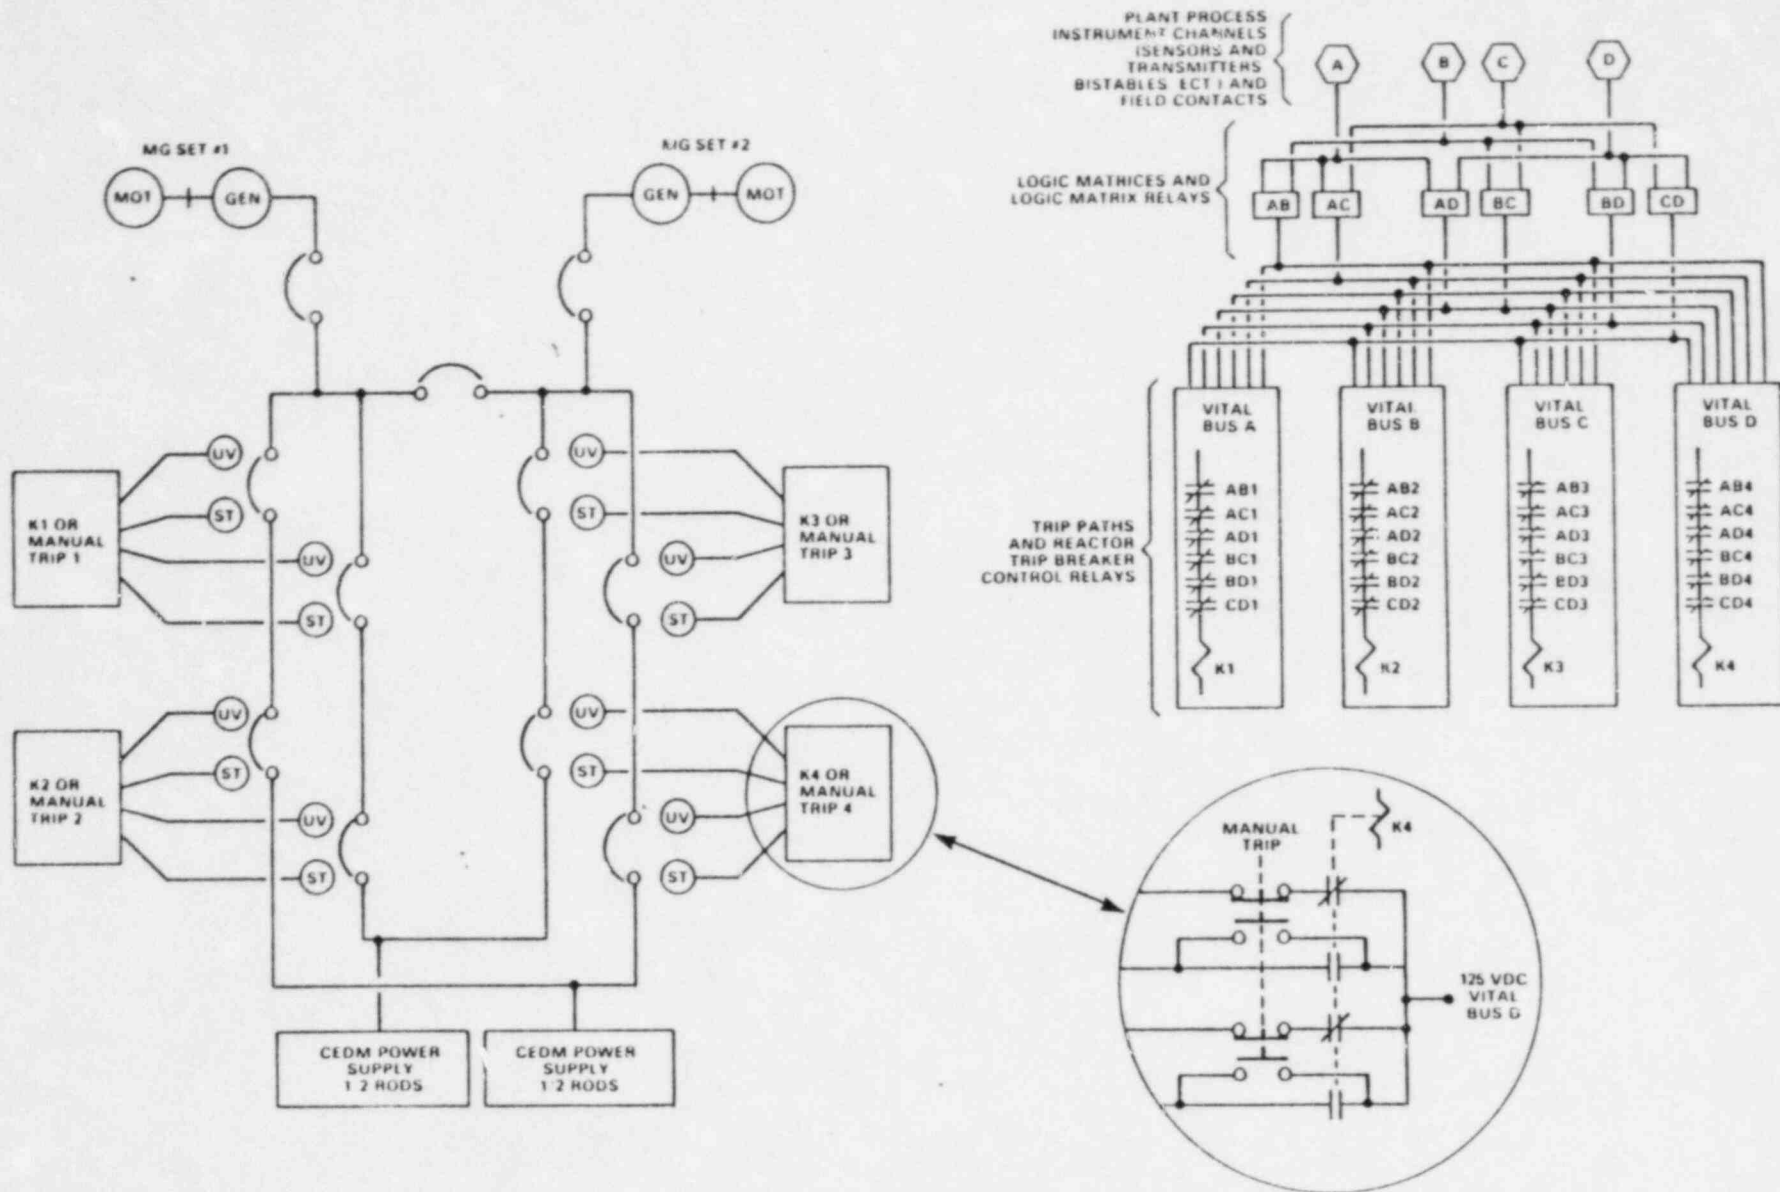 PLANT PROCESS
INSTRUMENT CHANNELS
(SENSORS AND
TRANSMITTERS
BISTABLES ECT ) AND
FIELD CONTACTS
A
B
C
D
LOGIC MATRICES AND
LOGIC MATRIX RELAYS
AB
AC
AD
BC
BD
CD
MG SET #1
MOT
GEN
MG SET #2
GEN
MOT
K1 OR
MANUAL
TRIP 1
UV
ST
UV
ST
K2 OR
MANUAL
TRIP 2
UV
ST
UV
ST
UV
ST
UV
ST
K3 OR
MANUAL
TRIP 3
UV
ST
UV
ST
K4 OR
MANUAL
TRIP 4
CEDM POWER
SUPPLY
1 2 RODS
CEDM POWER
SUPPLY
1 2 RODS
TRIP PATHS
AND REACTOR
TRIP BREAKER
CONTROL RELAYS
VITAL
BUS A
AB1
AC1
AD1
BC1
BD1
CD1
K1
VITAL
BUS B
AB2
AC2
AD2
BC2
BD2
CD2
K2
VITAL
BUS C
AB3
AC3
AD3
BC3
BD3
CD3
K3
VITAL
BUS D
AB4
AC4
AD4
BC4
BD4
CD4
K4
MANUAL
TRIP
K4
125 VDC
VITAL
BUS D